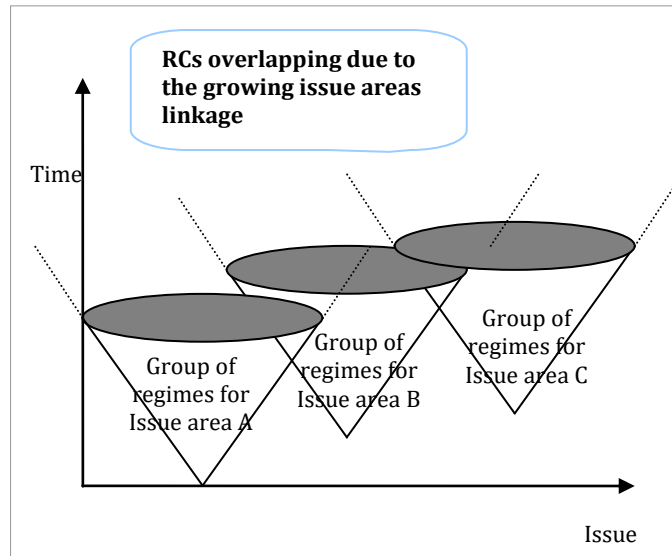 RCs overlapping due to
the growing issue areas
linkage
Time
Group of
regimes for
Issue area A
Group of
regimes for
Issue area B
Group of
regimes for
Issue area C
Issue